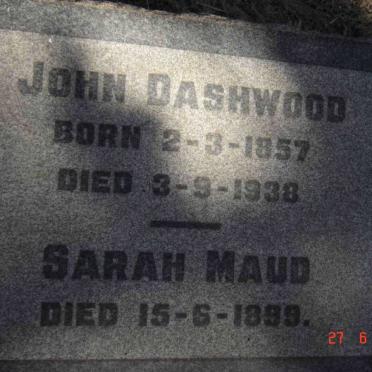 JOHN DASHWOOD
BORN 2-3-1857
DIED 3-9-1938
SARAH MAUD
DIED 15-6-1899.
27 6